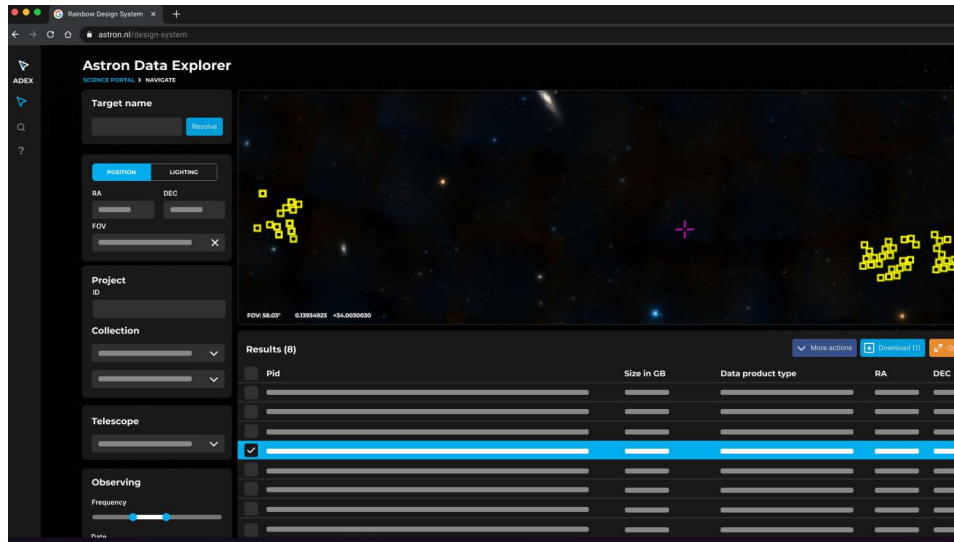 Rainbow Design System
astron.nl/design-system
ADEX
Astron Data Explorer
SCIENCE PORTAL > NAVIGATE
Target name
Resolve
POSITION LIGHTING
RA DEC
FOV
Project
ID
Collection
Telescope
Observing
Frequency
Date
FOV: 58.03° 0.13934923 +34.0030030
Results (8)
More actions
Download (1)
Pid Size in GB Data product type RA DEC